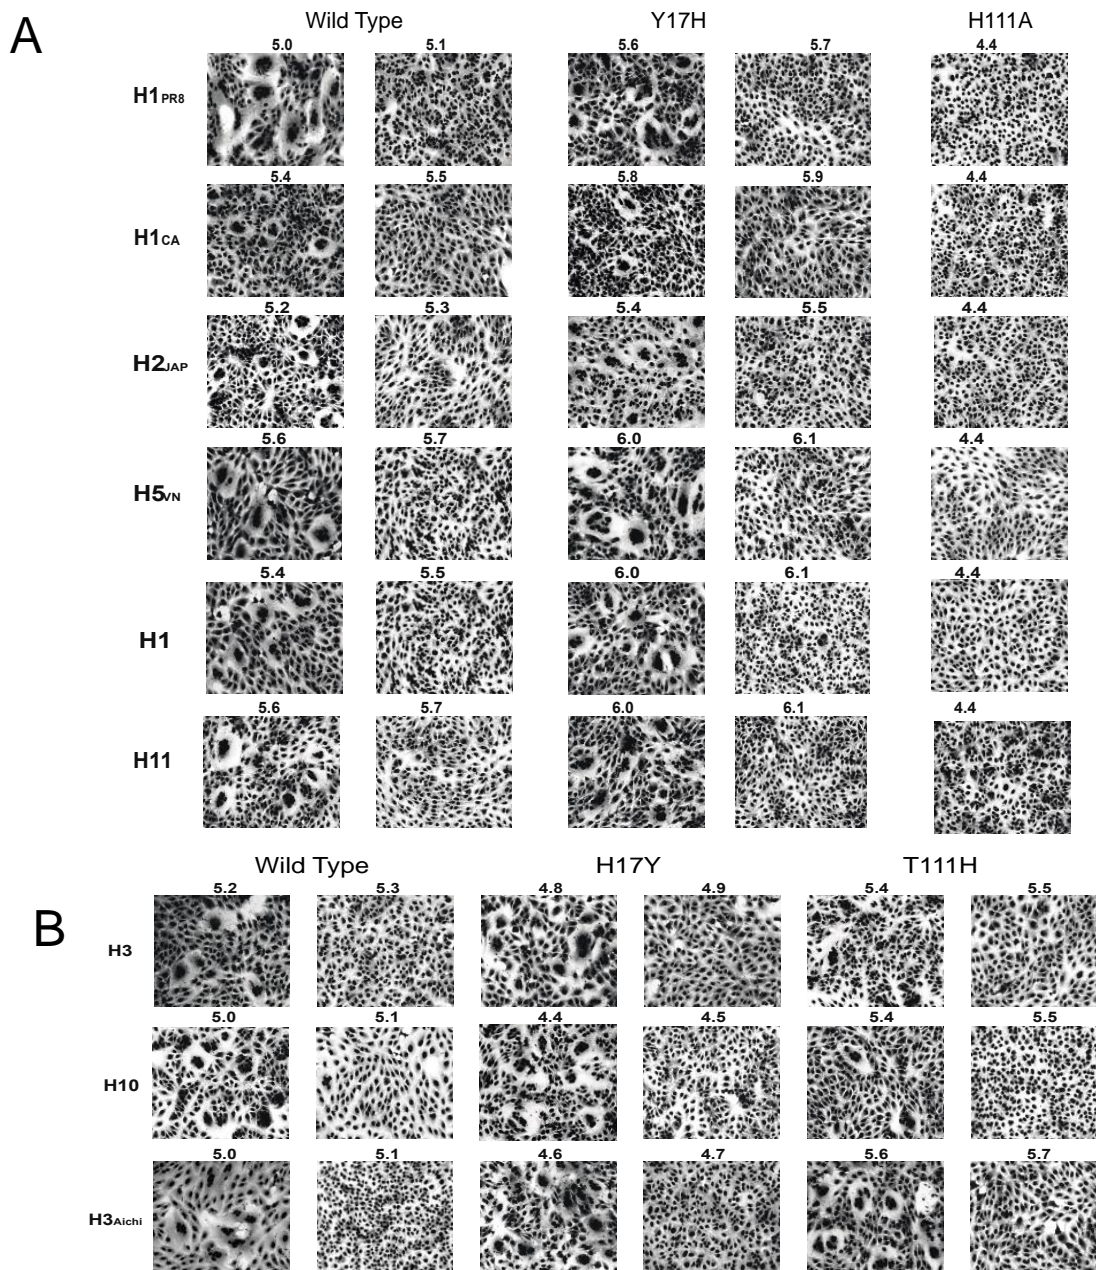 A
Wild Type Y17H H111A
5.0 5.1 5.6 5.7 4.4
H1PR8
5.4 5.5 5.8 5.9 4.4
H1CA
5.2 5.3 5.4 5.5 4.4
H2JAP
5.6 5.7 6.0 6.1 4.4
H5VN
5.4 5.5 6.0 6.1 4.4
H1
5.6 5.7 6.0 6.1 4.4
H11
B
Wild Type H17Y T111H
5.2 5.3 4.8 4.9 5.4 5.5
H3
5.0 5.1 4.4 4.5 5.4 5.5
H10
5.0 5.1 4.6 4.7 5.6 5.7
H3Aichi